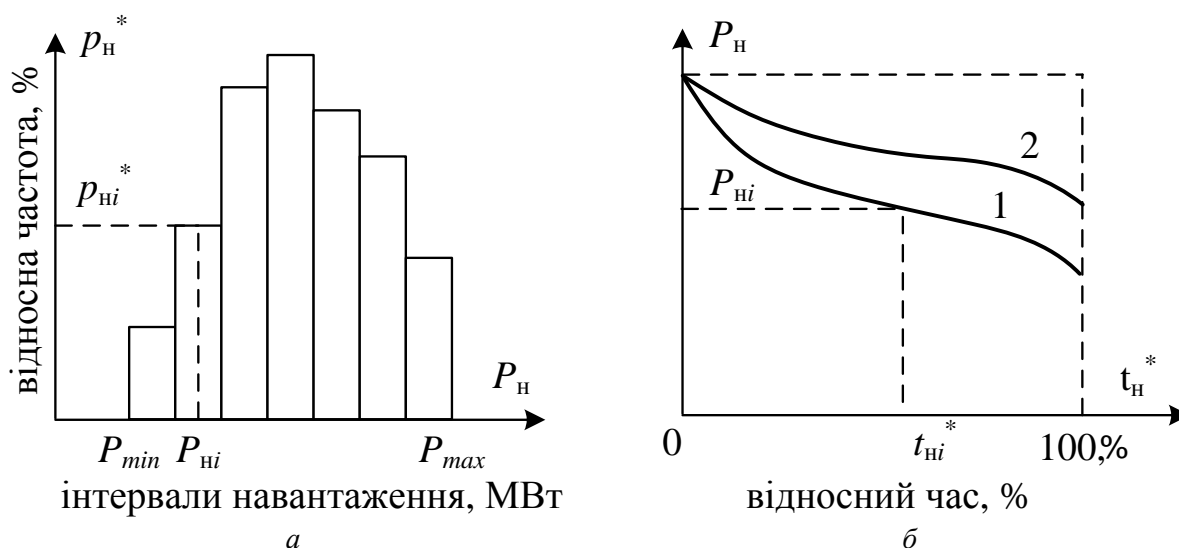 pн*
відносна частота, %
pнi*
Pн
Pmin Pнi Pmax
інтервали навантаження, МВт
а
Pн
2
Pнi
1
tн*
0 tнi* 100,%
відносний час, %
б